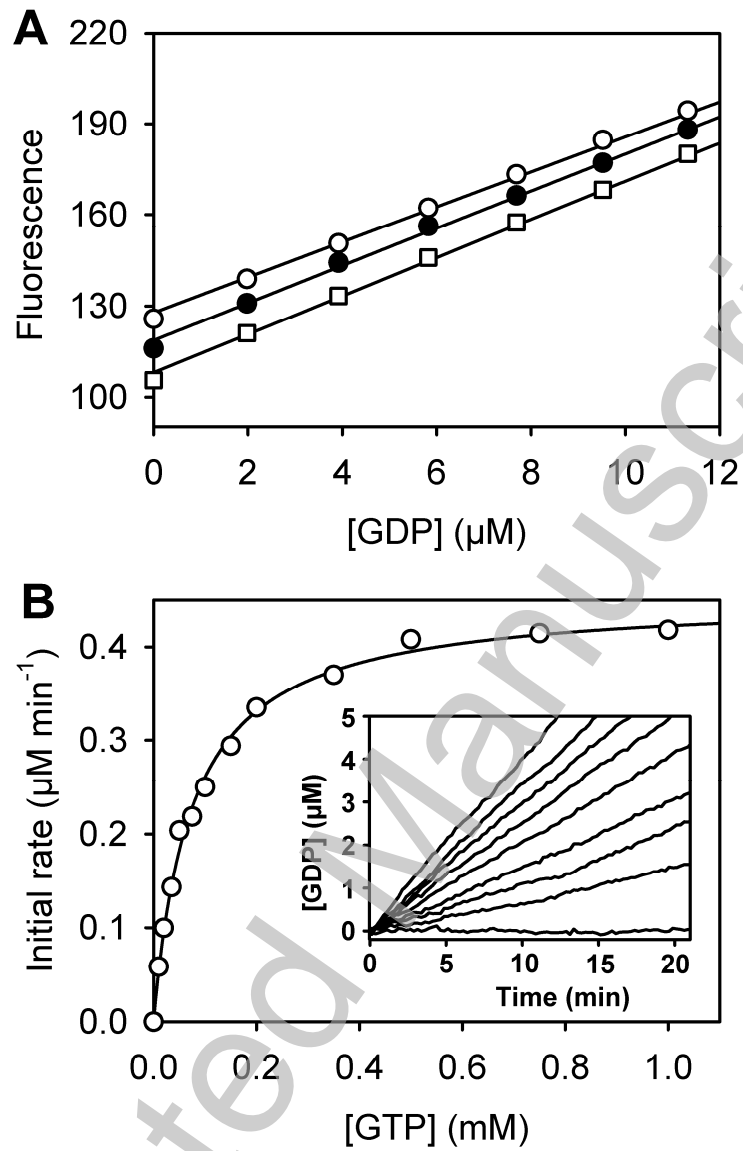 A
220
190
160
130
100
Fluorescence
0 2 4 6 8 10 12
[GDP] (µM)
B
0.4
0.3
0.2
0.1
0.0
Initial rate (µM min⁻¹)
5
4
3
2
1
0
[GDP] (µM)
0 5 10 15 20
Time (min)
0.0 0.2 0.4 0.6 0.8 1.0
[GTP] (mM)
ted Manuscri